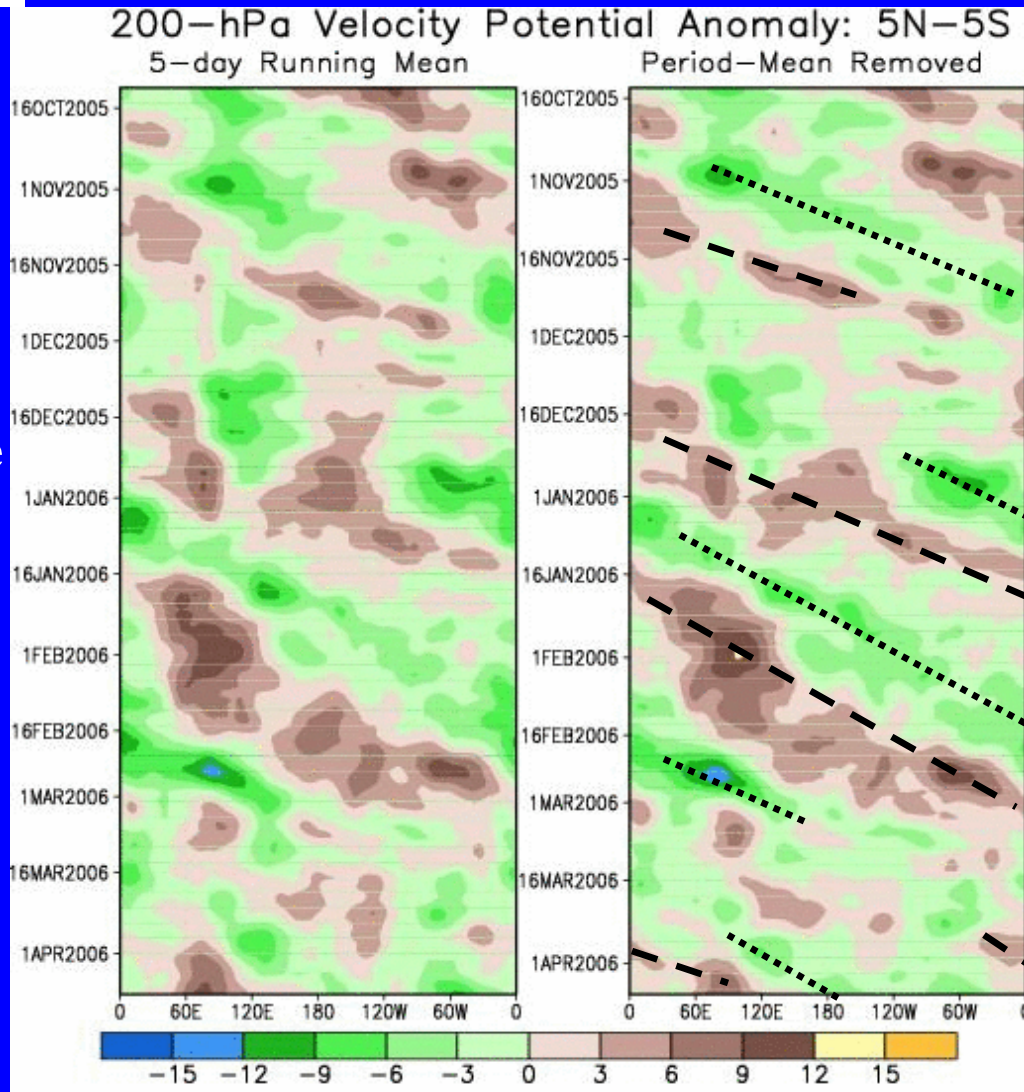 200-hPa Velocity Potential Anomaly: 5N-5S
5-day Running Mean
Period-Mean Removed
16OCT2005
1NOV2005
16NOV2005
1DEC2005
16DEC2005
1JAN2006
16JAN2006
1FEB2006
16FEB2006
1MAR2006
16MAR2006
1APR2006
0 60E 120E 180 120W 60W 0
16OCT2005
1NOV2005
16NOV2005
1DEC2005
16DEC2005
1JAN2006
16JAN2006
1FEB2006
16FEB2006
1MAR2006
16MAR2006
1APR2006
0 60E 120E 180 120W 60W 0
-15 -12 -9 -6 -3 0 3 6 9 12 15